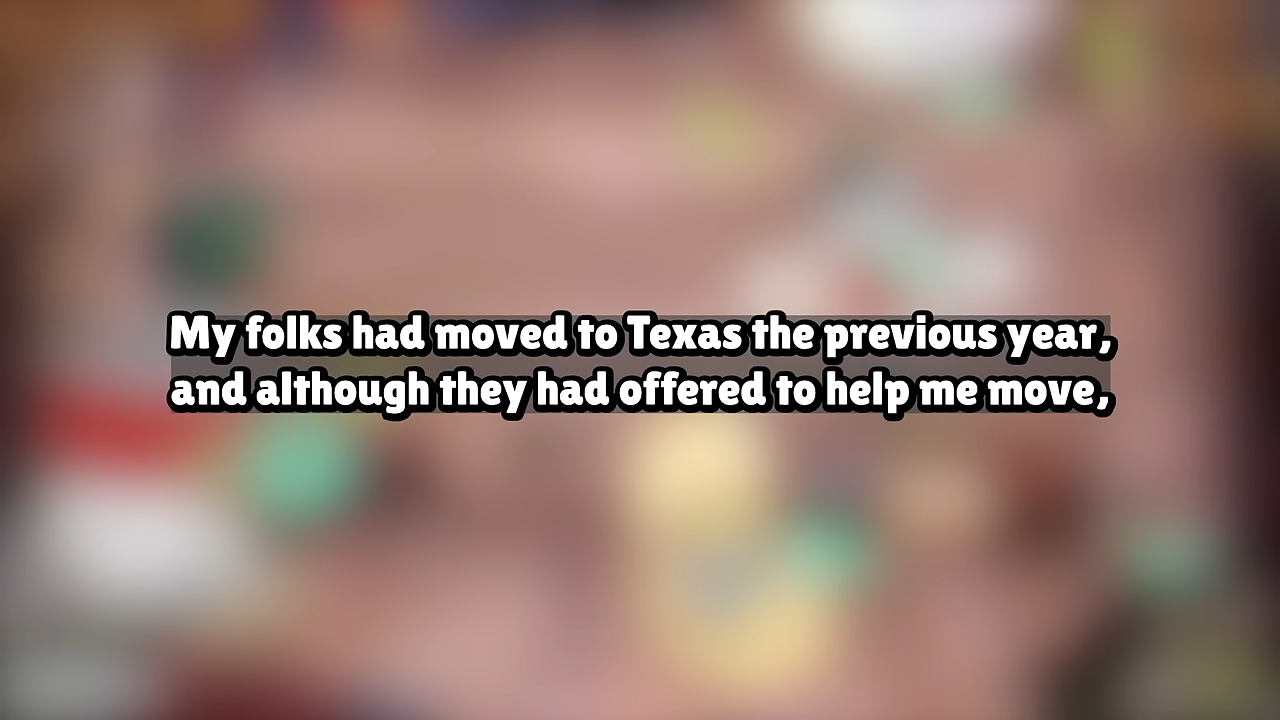 My folks had moved to Texas the previous year,
and although they had offered to help me move,